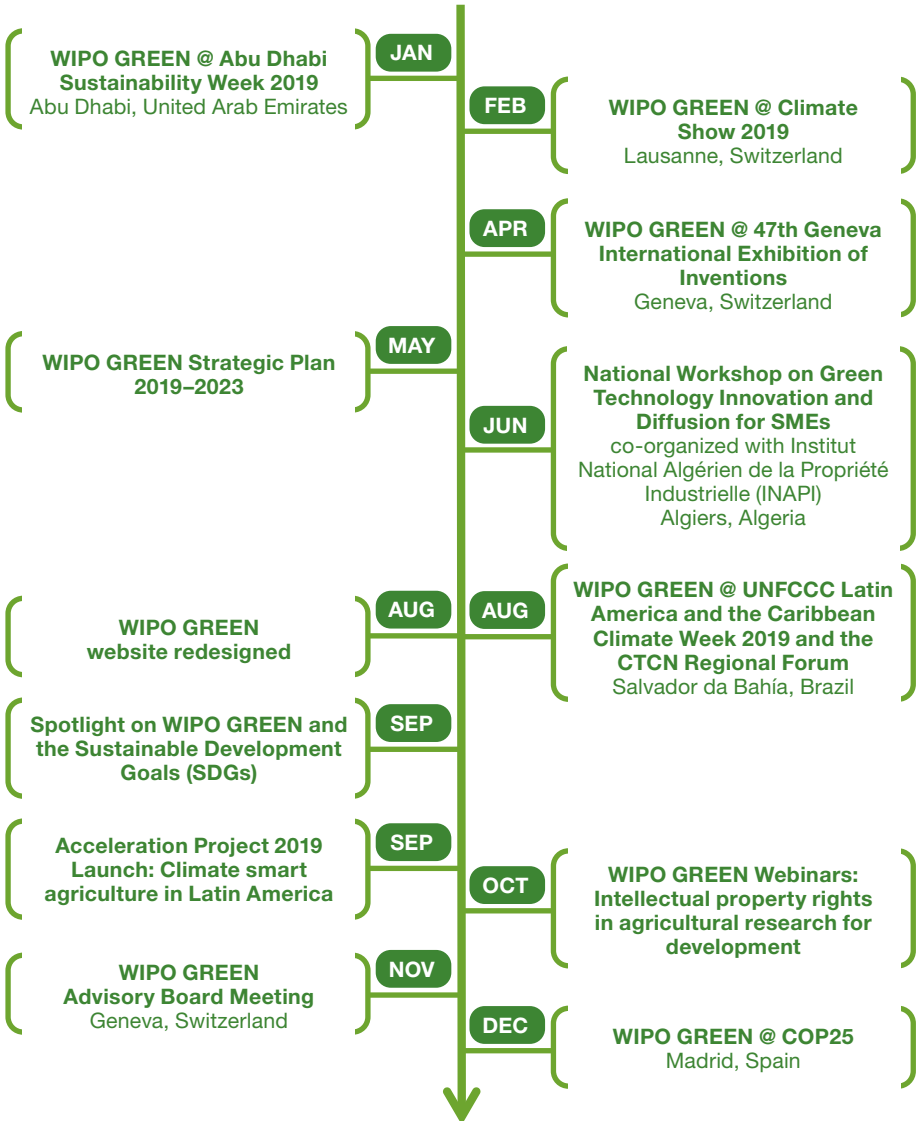 JAN
WIPO GREEN @ Abu Dhabi
Sustainability Week 2019
Abu Dhabi, United Arab Emirates
FEB
WIPO GREEN @ Climate
Show 2019
Lausanne, Switzerland
APR
WIPO GREEN @ 47th Geneva
International Exhibition of
Inventions
Geneva, Switzerland
MAY
WIPO GREEN Strategic Plan
2019–2023
JUN
National Workshop on Green
Technology Innovation and
Diffusion for SMEs
co-organized with Institut
National Algérien de la Propriété
Industrielle (INAPI)
Algiers, Algeria
AUG
WIPO GREEN
website redesigned
AUG
WIPO GREEN @ UNFCCC Latin
America and the Caribbean
Climate Week 2019 and the
CTCN Regional Forum
Salvador da Bahía, Brazil
SEP
Spotlight on WIPO GREEN and
the Sustainable Development
Goals (SDGs)
SEP
Acceleration Project 2019
Launch: Climate smart
agriculture in Latin America
OCT
WIPO GREEN Webinars:
Intellectual property rights
in agricultural research for
development
NOV
WIPO GREEN
Advisory Board Meeting
Geneva, Switzerland
DEC
WIPO GREEN @ COP25
Madrid, Spain